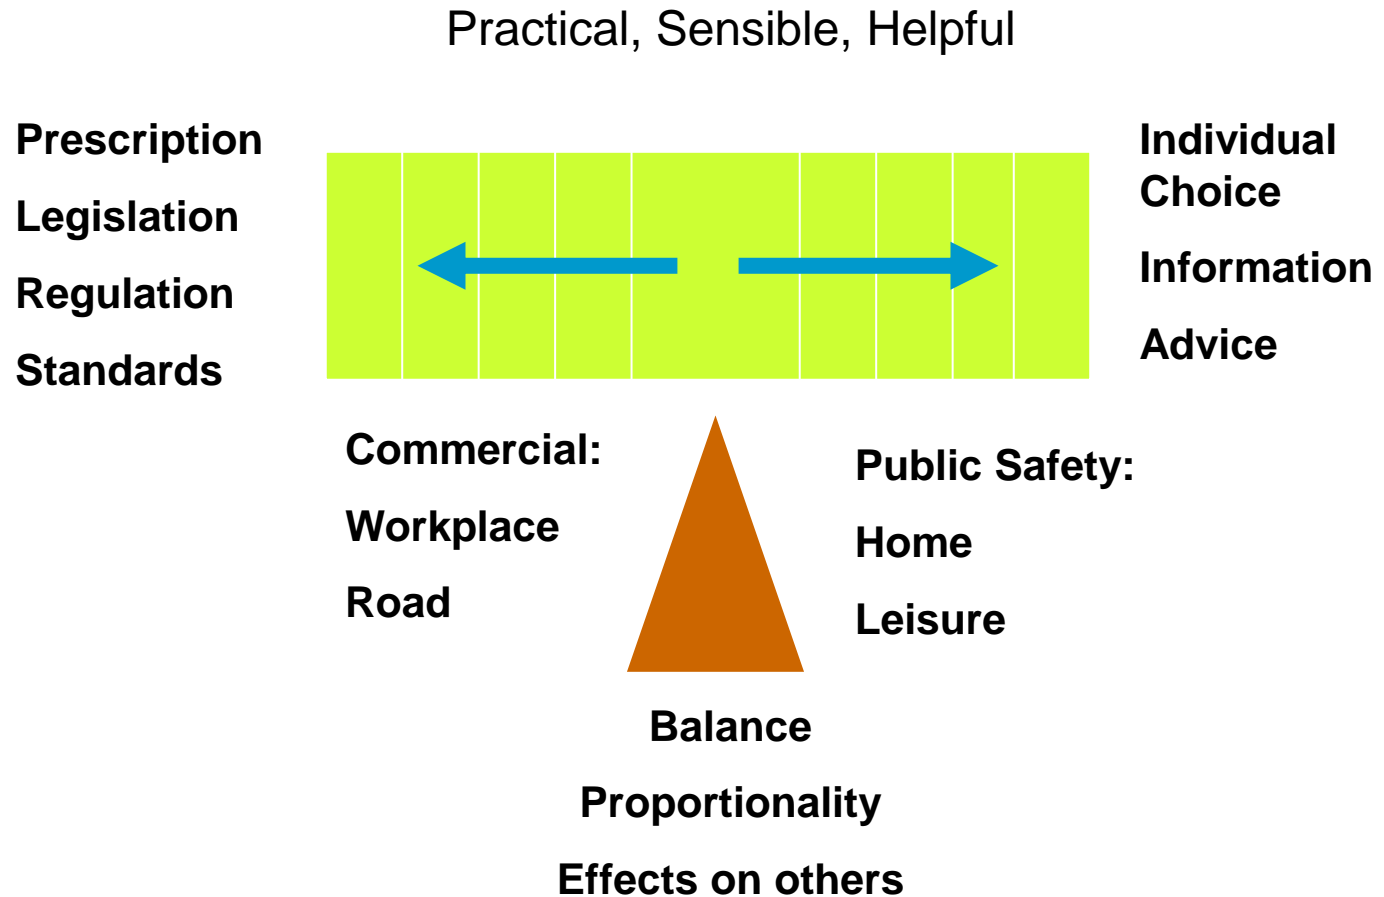 Practical, Sensible, Helpful
Prescription
Legislation
Regulation
Standards
Individual
Choice
Information
Advice
Commercial:
Workplace
Road
Public Safety:
Home
Leisure
Balance
Proportionality
Effects on others